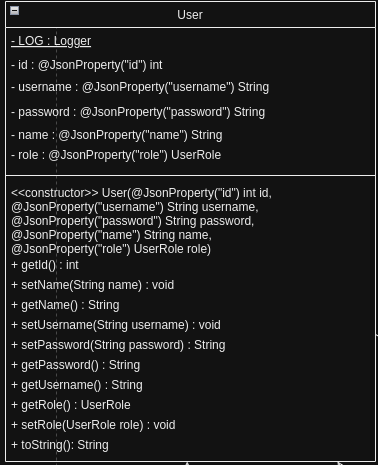 User
- LOG : Logger
- id : @JsonProperty("id") int
- username : @JsonProperty("username") String
- password : @JsonProperty("password") String
- name : @JsonProperty("name") String
- role : @JsonProperty("role") UserRole
<<constructor>> User(@JsonProperty("id") int id,
@JsonProperty("username") String username,
@JsonProperty("password") String password,
@JsonProperty("name") String name,
@JsonProperty("role") UserRole role)
+ getId() : int
+ setName(String name) : void
+ getName() : String
+ setUsername(String username) : void
+ setPassword(String password) : String
+ getPassword() : String
+ getUsername() : String
+ getRole() : UserRole
+ setRole(UserRole role) : void
+ toString(): String